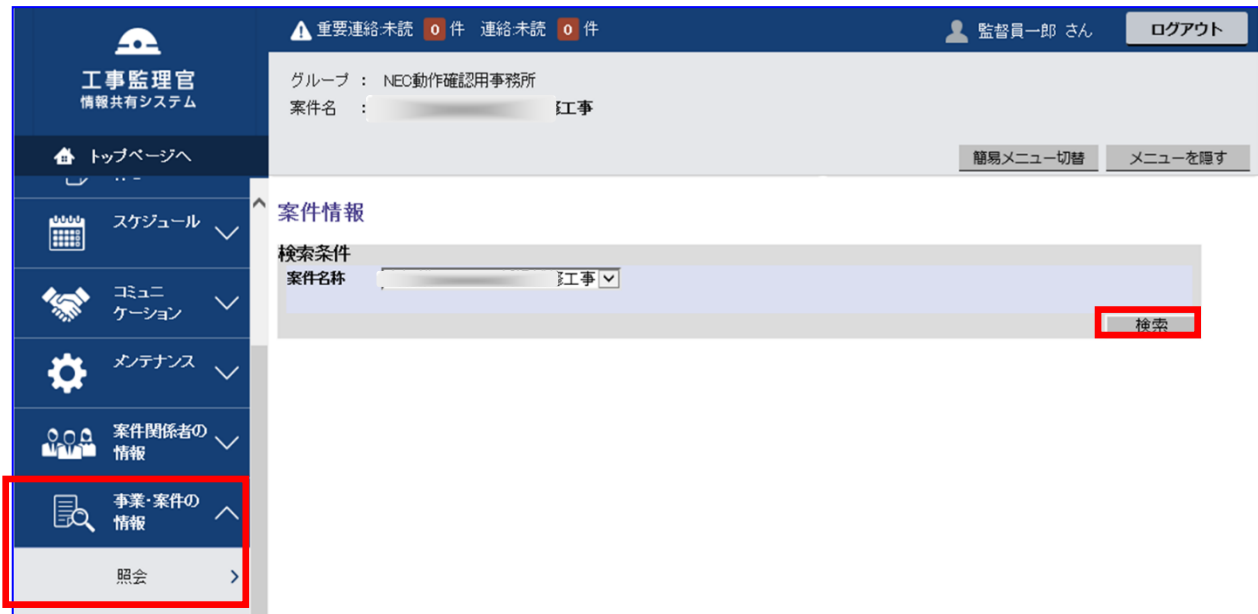 重要連絡:未読 0 件 連絡:未読 0 件
監督員一郎 さん
ログアウト
工事監理官
情報共有システム
グループ : NEC動作確認用事務所
案件名 : 工事
トップページへ
簡易メニュー切替
メニューを隠す
スケジュール
コミュニ
ケーション
メンテナンス
案件関係者の
情報
事業・案件の
情報
照会
案件情報
検索条件
案件名称 工事
検索